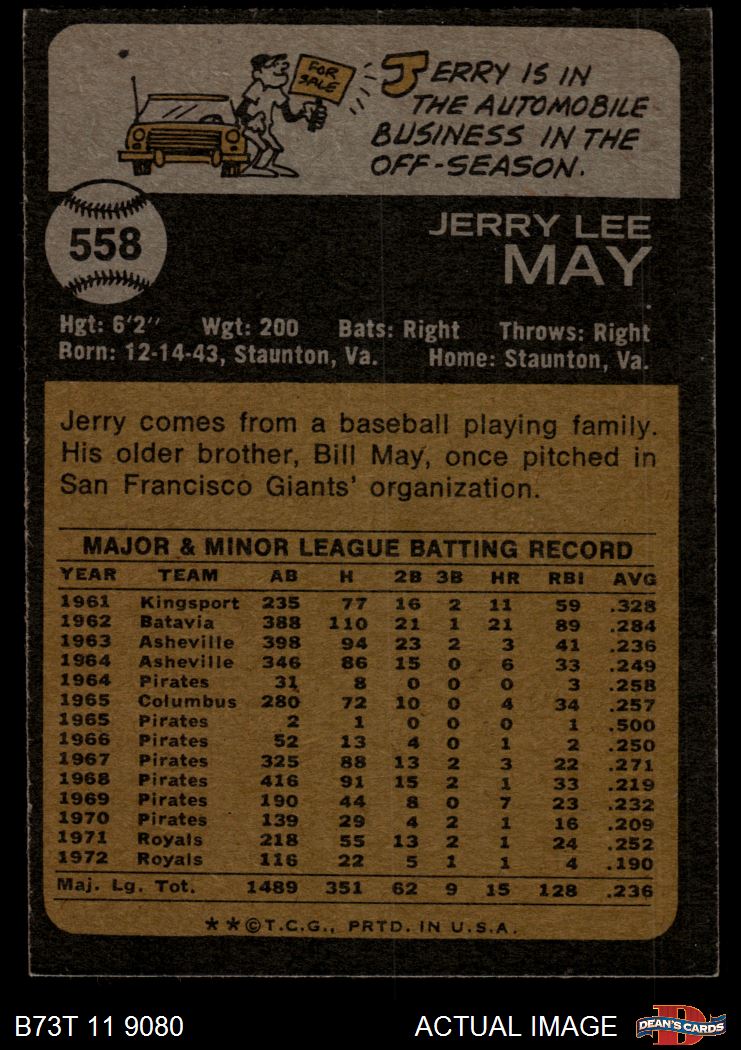 FOR
SALE
JERRY IS IN
THE AUTOMOBILE
BUSINESS IN THE
OFF-SEASON.
558
JERRY LEE
MAY
Hgt: 6'2" Wgt: 200 Bats: Right Throws: Right
Born: 12-14-43, Staunton, Va. Home: Staunton, Va.
Jerry comes from a baseball playing family.
His older brother, Bill May, once pitched in
San Francisco Giants' organization.
MAJOR & MINOR LEAGUE BATTING RECORD
YEAR TEAM AB H 2B 3B HR RBI AVG
1961 Kingsport 235 77 16 2 11 59 .328
1962 Batavia 388 110 21 1 21 89 .284
1963 Asheville 398 94 23 2 3 41 .236
1964 Asheville 346 86 15 0 6 33 .249
1964 Pirates 31 8 0 0 0 3 .258
1965 Columbus 280 72 10 0 4 34 .257
1965 Pirates 2 1 0 0 0 1 .500
1966 Pirates 52 13 4 0 1 2 .250
1967 Pirates 325 88 13 2 3 22 .271
1968 Pirates 416 91 15 2 1 33 .219
1969 Pirates 190 44 8 0 7 23 .232
1970 Pirates 139 29 4 2 1 16 .209
1971 Royals 218 55 13 2 1 24 .252
1972 Royals 116 22 5 1 1 4 .190
Maj. Lg. Tot. 1489 351 62 9 15 128 .236
**©T.C.G., PRTD. IN U.S.A.
B73T 11 9080 ACTUAL IMAGE D DEAN'S CARDS